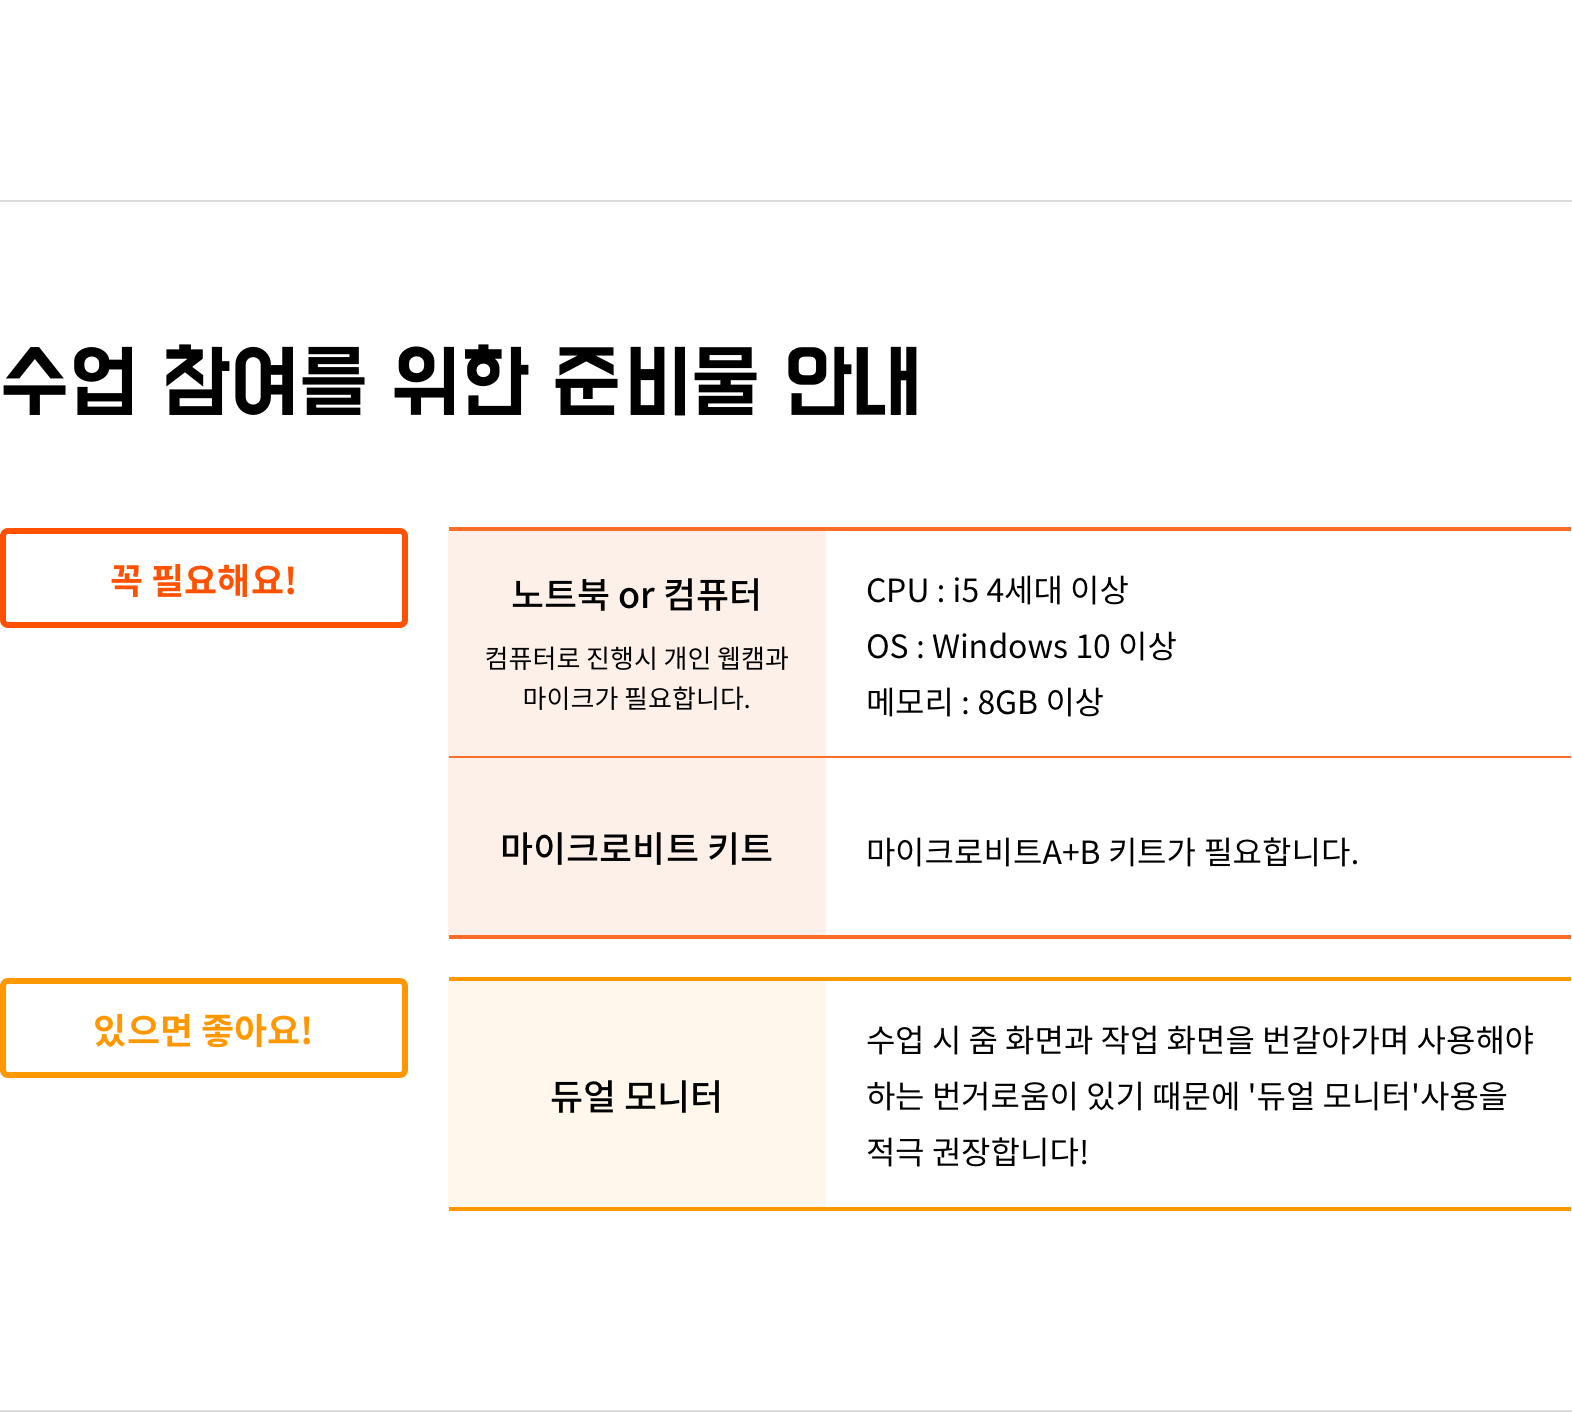 수업 참여를 위한 준비물 안내
꼭 필요해요!
노트북 or 컴퓨터
컴퓨터로 진행시 개인 웹캠과
마이크가 필요합니다.
CPU : i5 4세대 이상
OS : Windows 10 이상
메모리 : 8GB 이상
마이크로비트 키트
마이크로비트A+B 키트가 필요합니다.
있으면 좋아요!
듀얼 모니터
수업 시 줌 화면과 작업 화면을 번갈아가며 사용해야
하는 번거로움이 있기 때문에 '듀얼 모니터'사용을
적극 권장합니다!